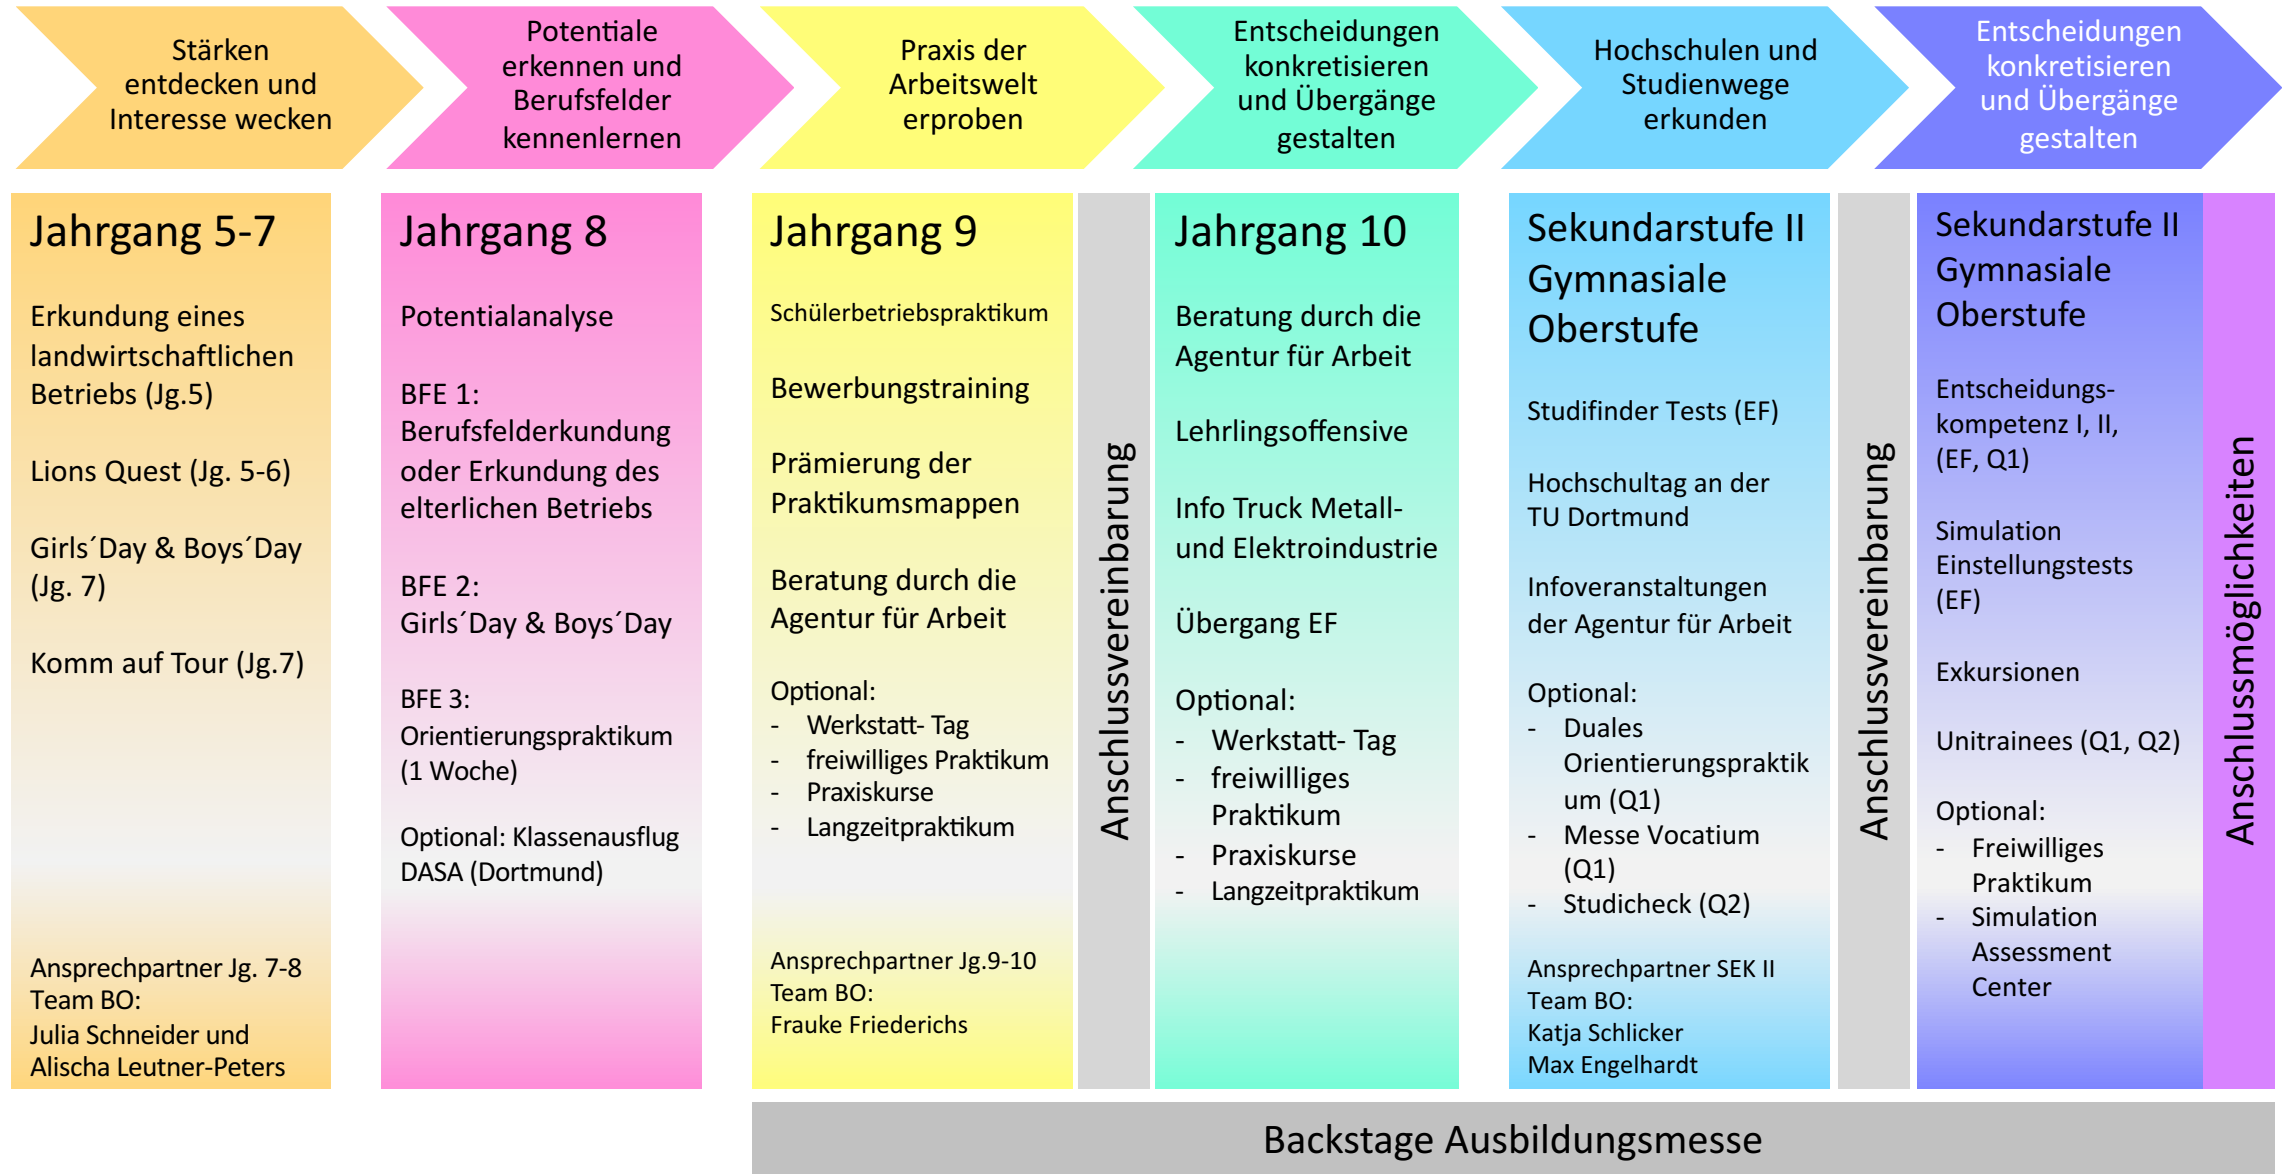 Stärken
entdecken und
Interesse wecken
Potentiale
erkennen und
Berufsfelder
kennenlernen
Praxis der
Arbeitswelt
erproben
Entscheidungen
konkretisieren
und Übergänge
gestalten
Hochschulen und
Studienwege
erkunden
Entscheidungen
konkretisieren
und Übergänge
gestalten
Jahrgang 5-7
Erkundung eines
landwirtschaftlichen
Betriebs (Jg.5)
Lions Quest (Jg. 5-6)
Girls´Day & Boys´Day
(Jg. 7)
Komm auf Tour (Jg.7)
Ansprechpartner Jg. 7-8
Team BO:
Julia Schneider und
Alischa Leutner-Peters
Jahrgang 8
Potentialanalyse
BFE 1:
Berufsfelderkundung
oder Erkundung des
elterlichen Betriebs
BFE 2:
Girls´Day & Boys´Day
BFE 3:
Orientierungspraktikum
(1 Woche)
Optional: Klassenausflug
DASA (Dortmund)
Jahrgang 9
Schülerbetriebspraktikum
Bewerbungstraining
Prämierung der
Praktikumsmappen
Beratung durch die
Agentur für Arbeit
Optional:
- Werkstatt- Tag
- freiwilliges Praktikum
- Praxiskurse
- Langzeitpraktikum
Ansprechpartner Jg.9-10
Team BO:
Frauke Friederichs
Anschlussvereinbarung
Jahrgang 10
Beratung durch die
Agentur für Arbeit
Lehrlingsoffensive
Info Truck Metall-
und Elektroindustrie
Übergang EF
Optional:
- Werkstatt- Tag
- freiwilliges
Praktikum
- Praxiskurse
- Langzeitpraktikum
Sekundarstufe II
Gymnasiale
Oberstufe
Studifinder Tests (EF)
Hochschultag an der
TU Dortmund
Infoveranstaltungen
der Agentur für Arbeit
Optional:
- Duales
Orientierungspraktik
um (Q1)
- Messe Vocatium
(Q1)
- Studicheck (Q2)
Ansprechpartner SEK II
Team BO:
Katja Schlicker
Max Engelhardt
Anschlussvereinbarung
Sekundarstufe II
Gymnasiale
Oberstufe
Entscheidungs-
kompetenz I, II,
(EF, Q1)
Simulation
Einstellungstests
(EF)
Exkursionen
Unitrainees (Q1, Q2)
Optional:
- Freiwilliges
Praktikum
- Simulation
Assessment
Center
Anschlussmöglichkeiten
Backstage Ausbildungsmesse